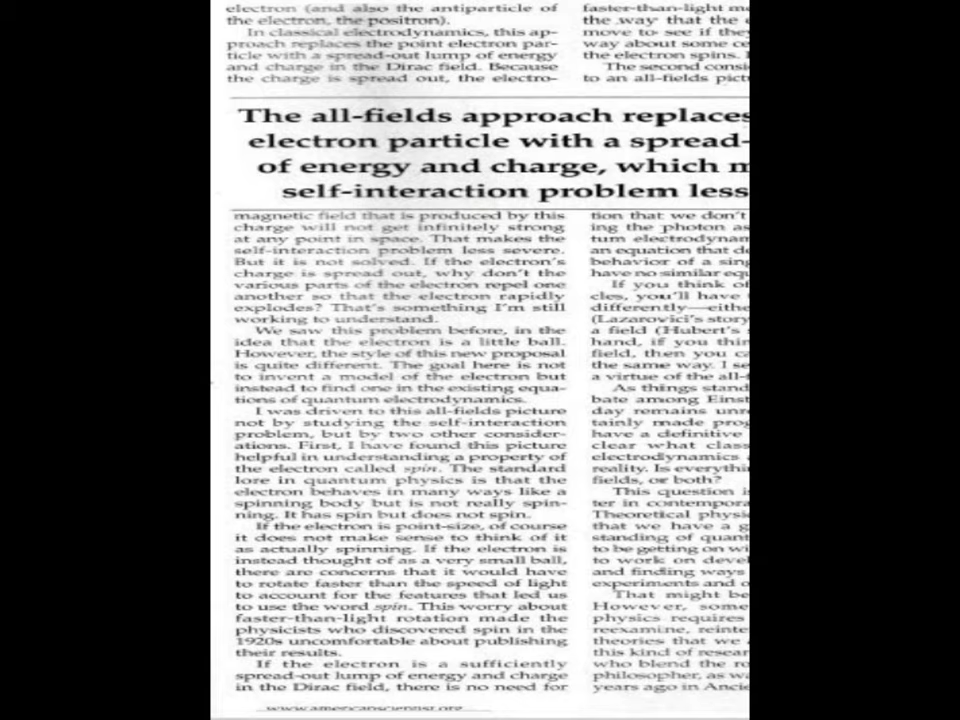 electron (and also the antiparticle of
the electron, the positron).
In classical electrodynamics, this ap-
proach replaces the point electron par-
ticle with a spread-out lump of energy
and charge in the Dirac field. Because
the charge is spread out, the electro-
The all-fields approach replaces
electron particle with a spread-
of energy and charge, which m
self-interaction problem less
magnetic field that is produced by this
charge will not get infinitely strong
at any point in space. That makes the
self-interaction problem less severe.
But it is not solved. If the electron's
charge is spread out, why don't the
various parts of the electron repel one
another so that the electron rapidly
explodes? That's something I'm still
working to understand.
We saw this problem before, in the
idea that the electron is a little ball.
However, the style of this new proposal
is quite different. The goal here is not
to invent a model of the electron but
instead to find one in the existing equa-
tions of quantum electrodynamics.
I was driven to this all-fields picture
not by studying the self-interaction
problem, but by two other consider-
ations. First, I have found this picture
helpful in understanding a property of
the electron called spin. The standard
lore in quantum physics is that the
electron behaves in many ways like a
spinning body but is not really spin-
ning. It has spin but does not spin.
If the electron is point-size, of course
it does not make sense to think of it
as actually spinning. If the electron is
instead thought of as a very small ball,
there are concerns that it would have
to rotate faster than the speed of light
to account for the features that led us
to use the word spin. This worry about
faster-than-light rotation made the
physicists who discovered spin in the
1920s uncomfortable about publishing
their results.
If the electron is a sufficiently
spread-out lump of energy and charge
in the Dirac field, there is no need for
www.americanscientist.org
faster-than-light m
the way that the e
move to see if they
way about some ce
the electron spins. I
The second consi
to an all-fields pict
tion that we don't
ing the photon as
tum electrodynam
an equation that de
behavior of a sing
have no similar equ
If you think of
cles, you'll have
differently—eithe
(Lazarovici's story
a field (Hubert's s
hand, if you thin
field, then you ca
the same way. I se
a virtue of the all-f
As things stand
bate among Einst
day remains unre
tainly made prog
have a definitive
clear what class
electrodynamics
reality. Is everythi
fields, or both?
This question i
ter in contempora
Theoretical physi
that we have a g
standing of quant
to be getting on wi
to work on devel
and finding ways
experiments and o
That might be
However, some
physics requires
reexamine, reinte
theories that we
this kind of resear
who blend the ro
philosopher, as w
years ago in Ancie